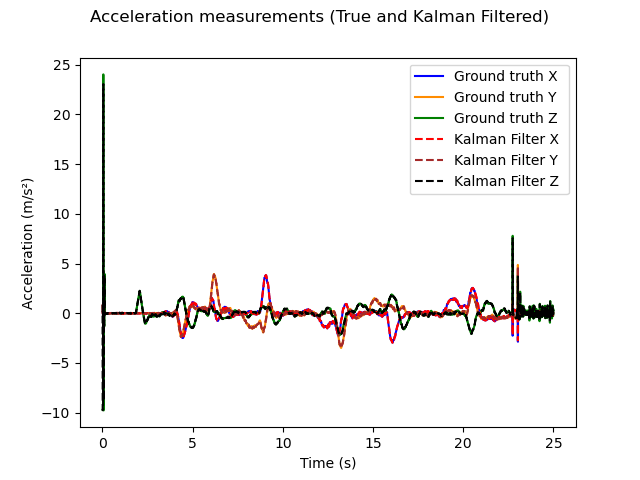 Acceleration measurements (True and Kalman Filtered)
25
20
15
10
5
0
−5
−10
Acceleration (m/s²)
Ground truth X
Ground truth Y
Ground truth Z
Kalman Filter X
Kalman Filter Y
Kalman Filter Z
0 5 10 15 20 25
Time (s)